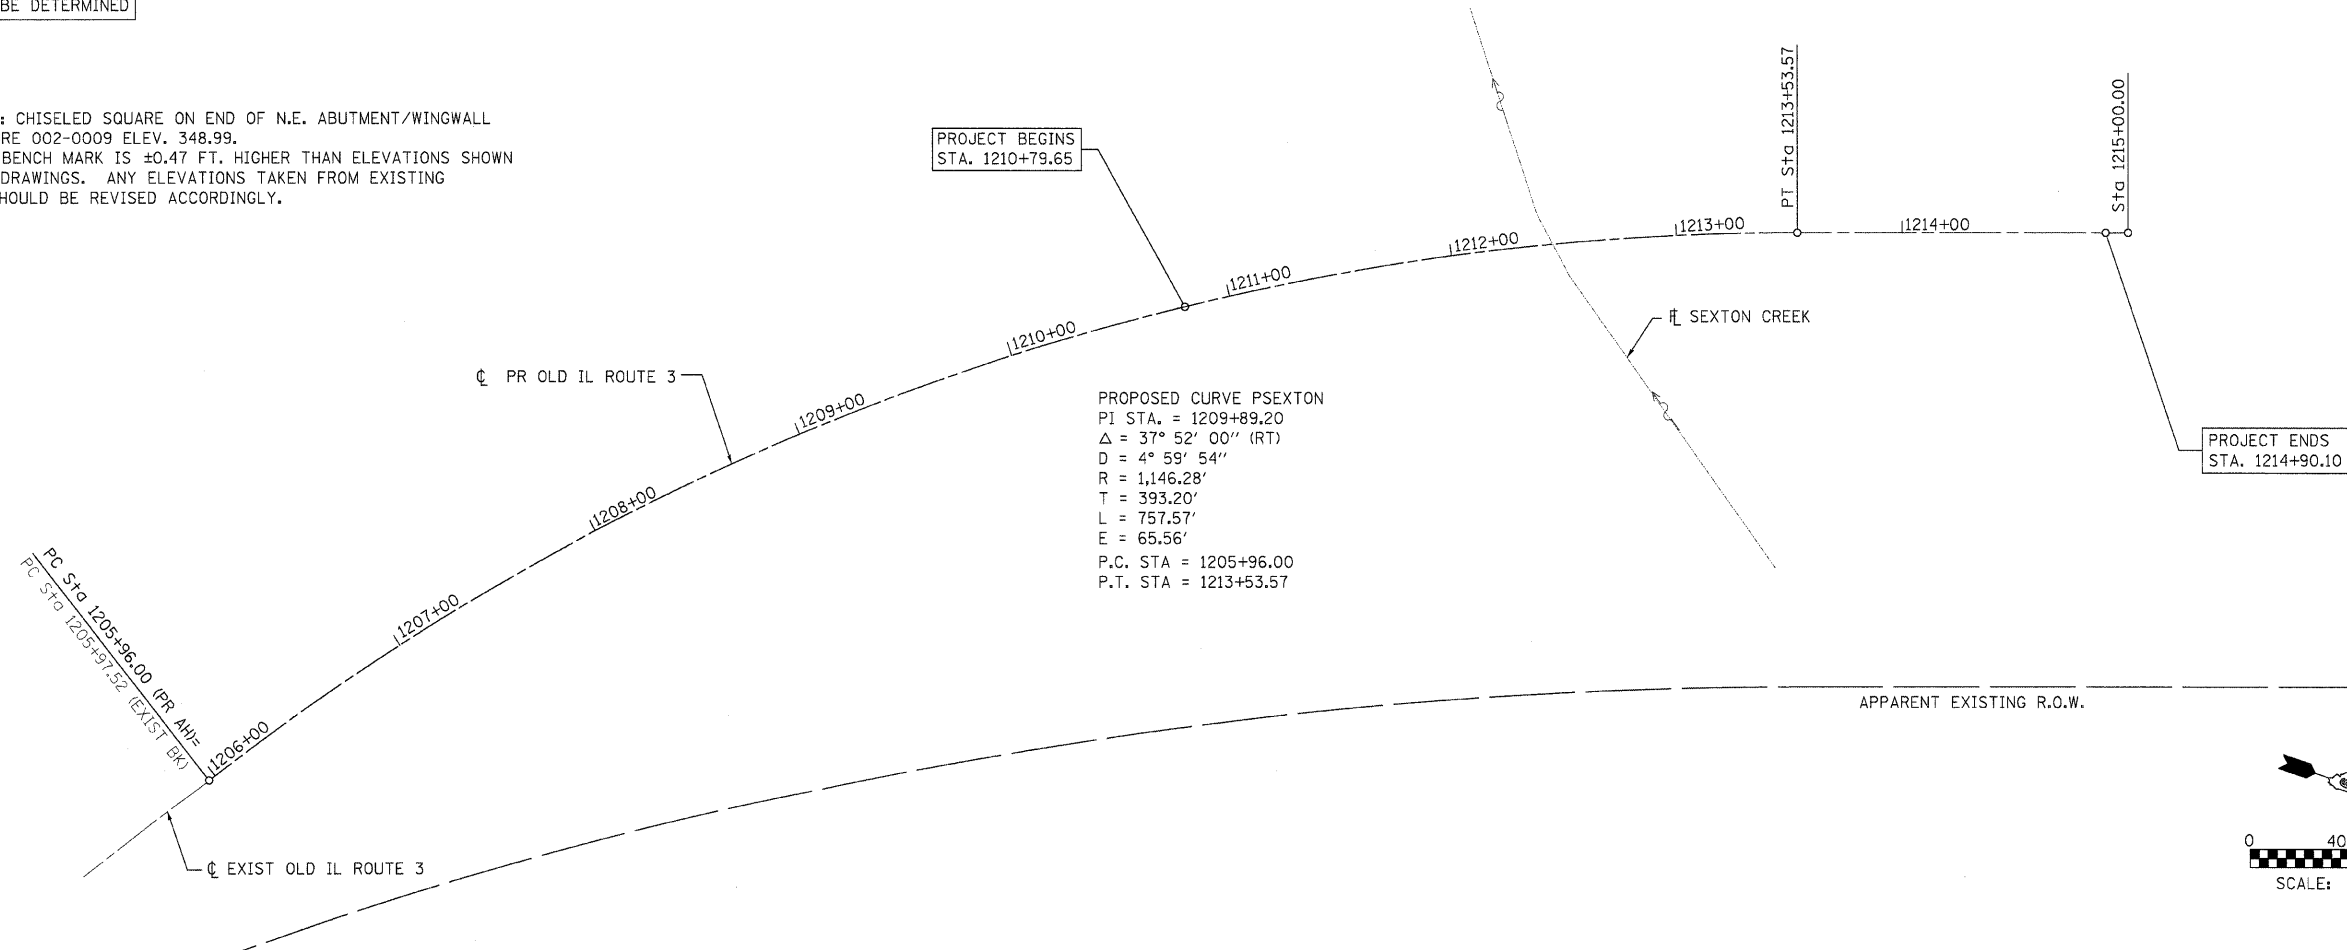 BE DETERMINED
: CHISELED SQUARE ON END OF N.E. ABUTMENT/WINGWALL
RE 002-0009 ELEV. 348.99.
BENCH MARK IS ±0.47 FT. HIGHER THAN ELEVATIONS SHOWN
DRAWINGS. ANY ELEVATIONS TAKEN FROM EXISTING
HOULD BE REVISED ACCORDINGLY.
PROJECT BEGINS
STA. 1210+79.65
PT Sta 1213+53.57
Sta 1215+00.00
1206+00
1207+00
1208+00
1209+00
1210+00
1211+00
1212+00
1213+00
1214+00
℄ PR OLD IL ROUTE 3
SEXTON CREEK
PROPOSED CURVE PSEXTON
PI STA. = 1209+89.20
Δ = 37° 52' 00'' (RT)
D = 4° 59' 54''
R = 1,146.28'
T = 393.20'
L = 757.57'
E = 65.56'
P.C. STA = 1205+96.00
P.T. STA = 1213+53.57
PROJECT ENDS
STA. 1214+90.10
PC Sta 1205+96.00 (PR AH)=
PC Sta 1205+97.52 (EXIST BK)
℄ EXIST OLD IL ROUTE 3
APPARENT EXISTING R.O.W.
0 40
SCALE: